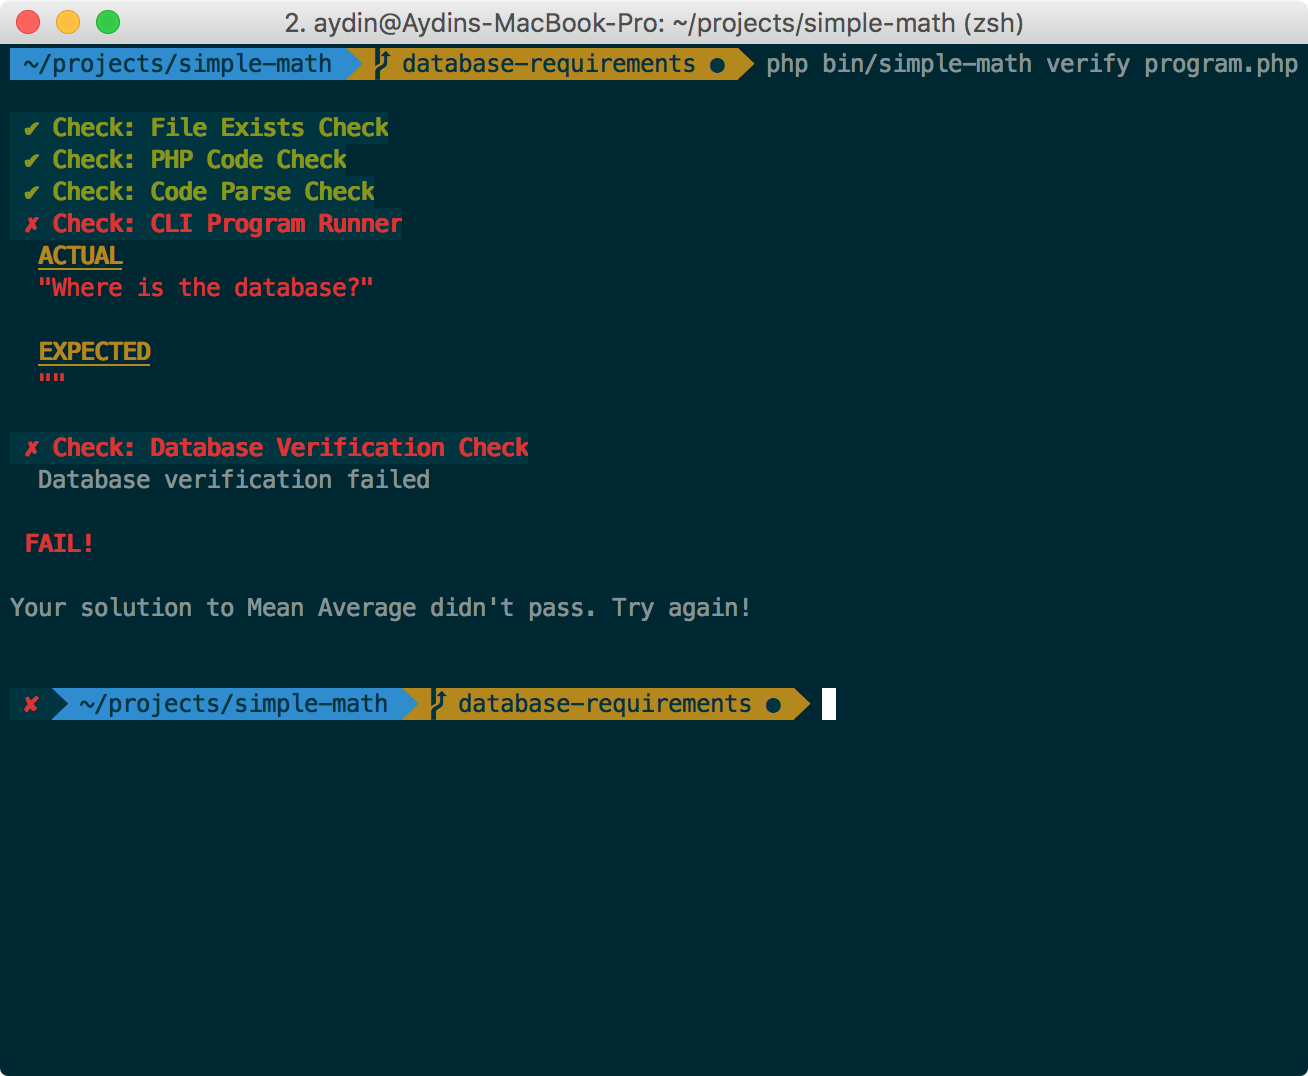 2. aydin@Aydins-MacBook-Pro: ~/projects/simple-math (zsh)
~/projects/simple-math database-requirements ● php bin/simple-math verify program.php
✔ Check: File Exists Check
✔ Check: PHP Code Check
✔ Check: Code Parse Check
✗ Check: CLI Program Runner
ACTUAL
"Where is the database?"
EXPECTED
""
✗ Check: Database Verification Check
Database verification failed
FAIL!
Your solution to Mean Average didn't pass. Try again!
✘ ~/projects/simple-math database-requirements ●